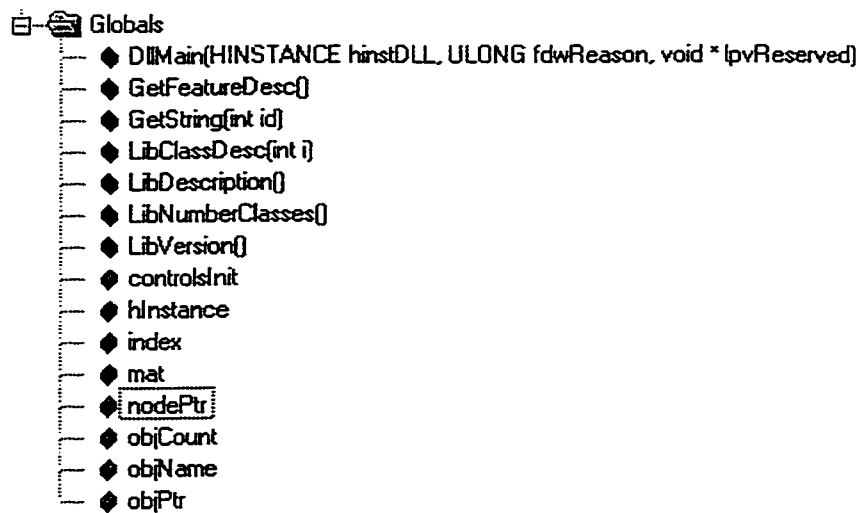 Globals
DllMain(HINSTANCE hinstDLL, ULONG fdwReason, void * lpvReserved)
GetFeatureDesc()
GetString(int id)
LibClassDesc(int i)
LibDescription()
LibNumberClasses()
LibVersion()
controlsInit
hInstance
index
mat
nodePtr
objCount
objName
objPtr